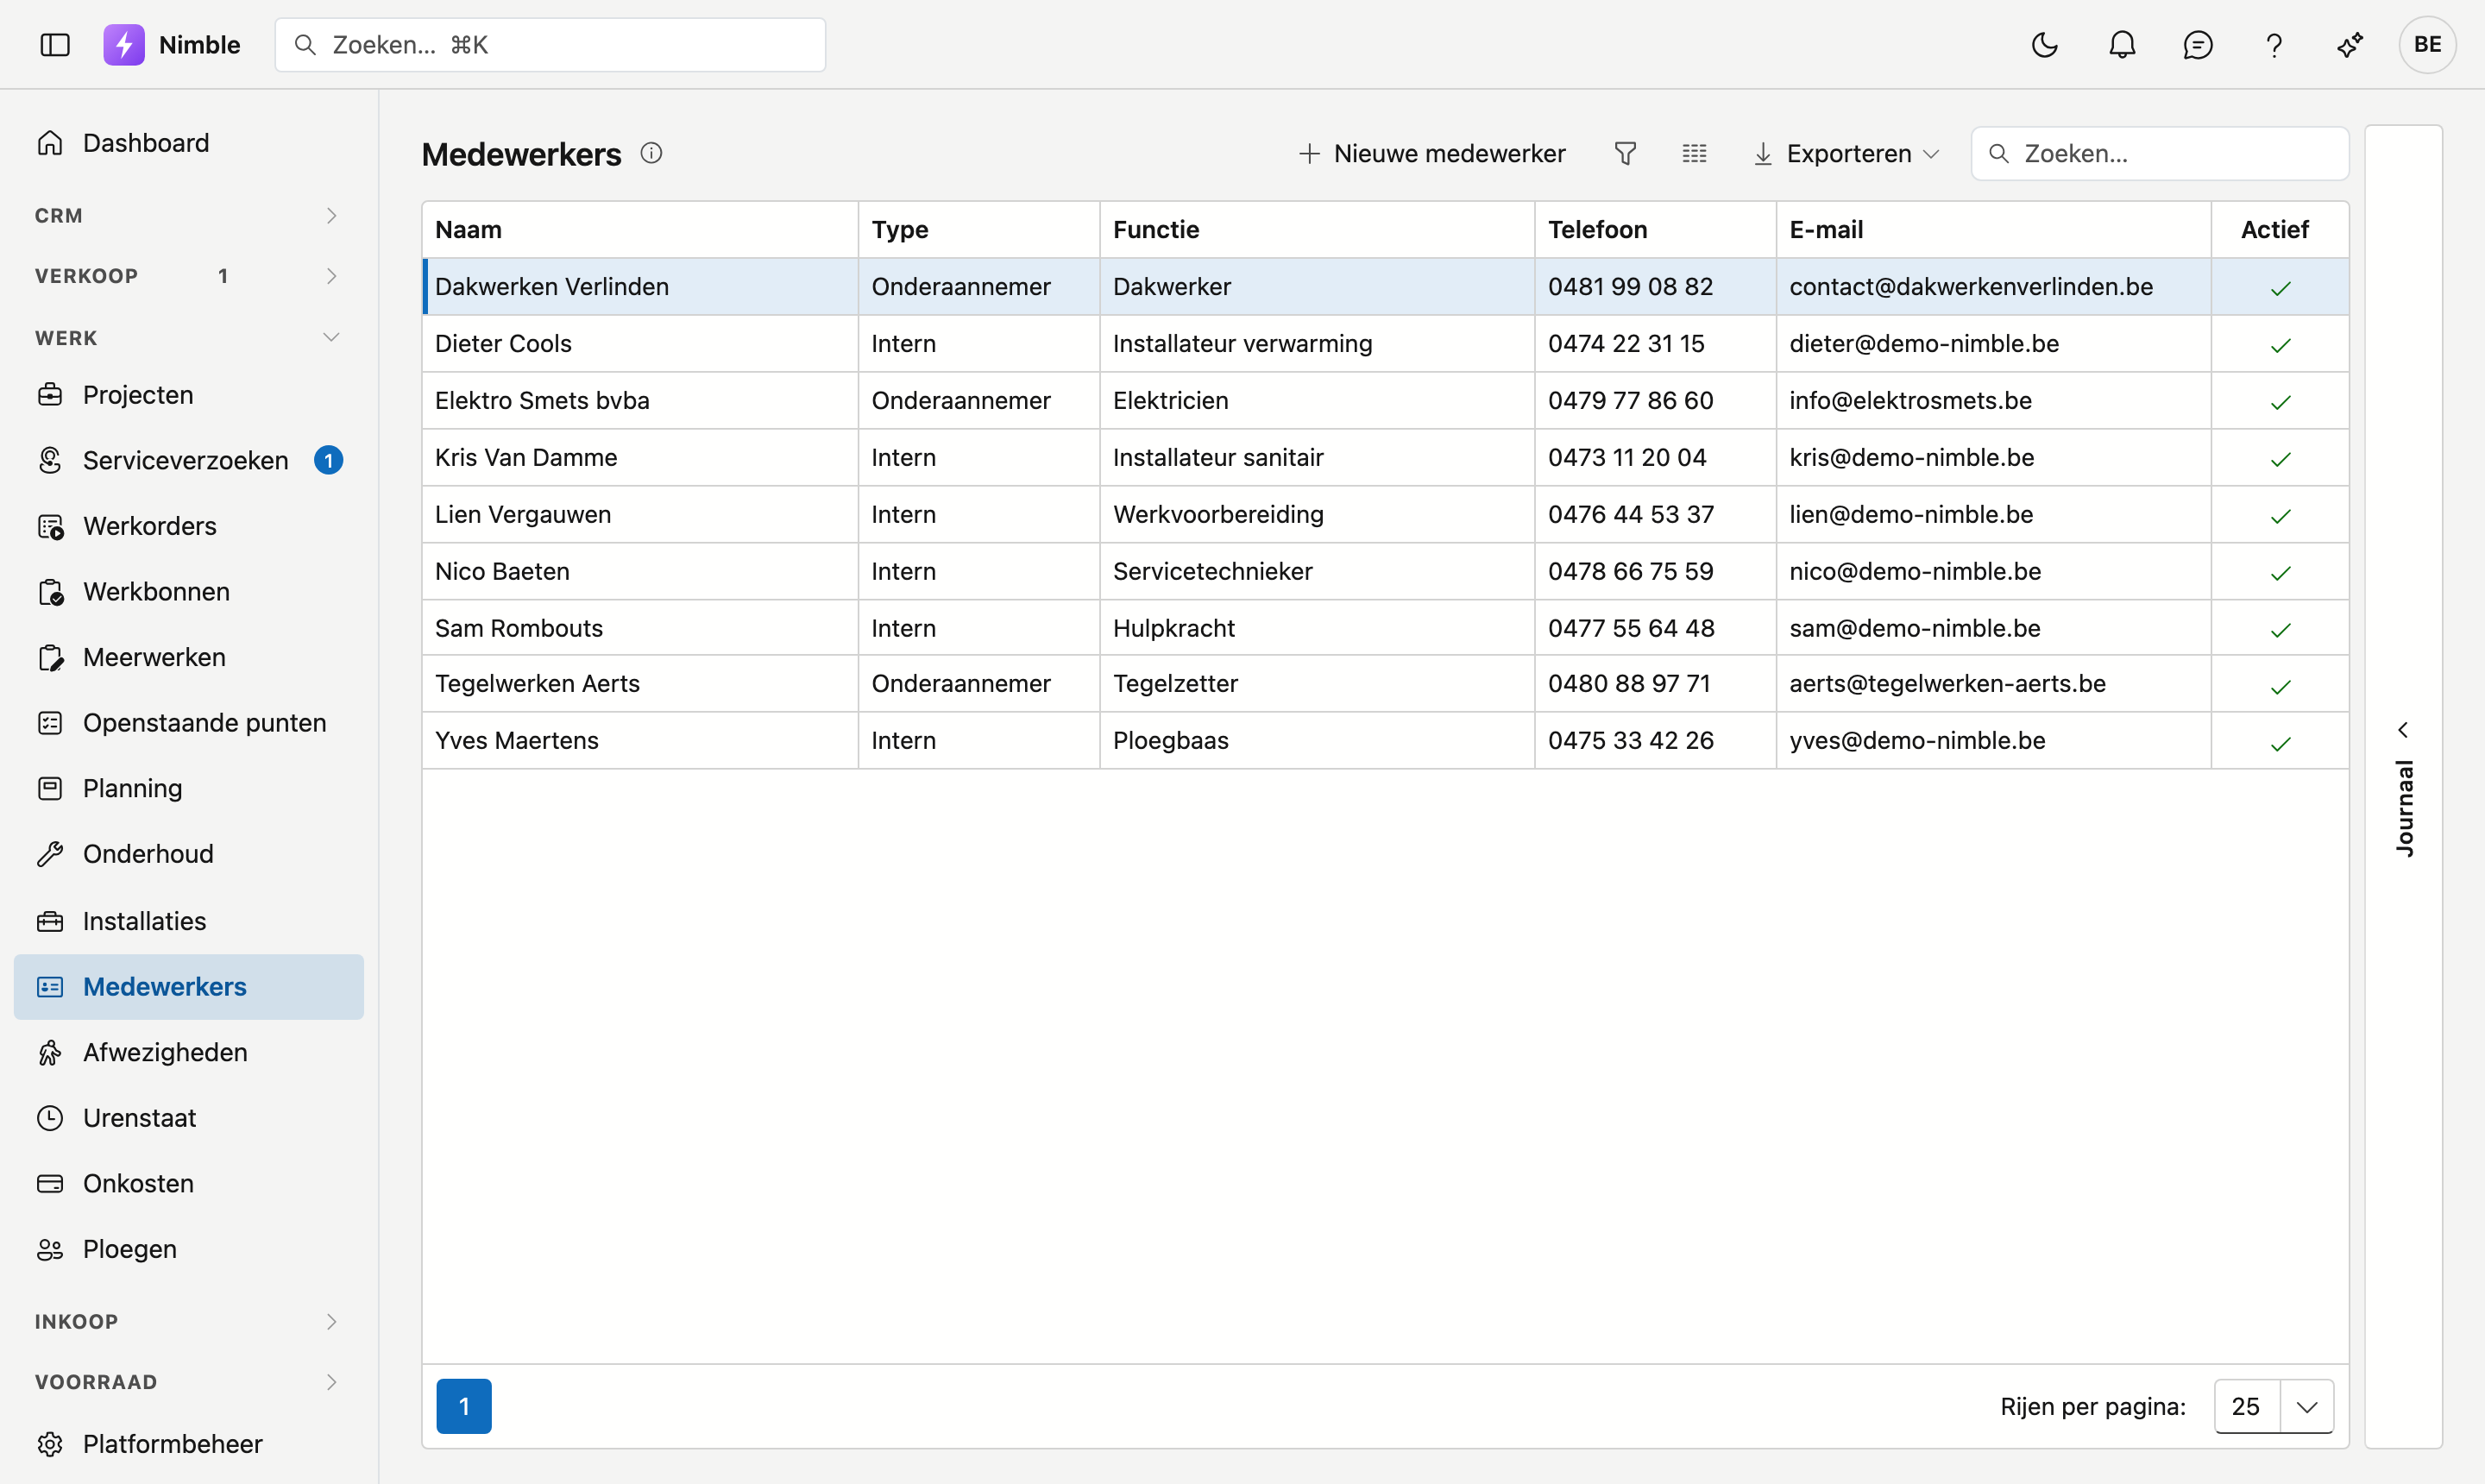 Nimble
Zoeken... ⌘K
BE
Dashboard
CRM
VERKOOP 1
WERK
Projecten
Serviceverzoeken 1
Werkorders
Werkbonnen
Meerwerken
Openstaande punten
Planning
Onderhoud
Installaties
Medewerkers
Afwezigheden
Urenstaat
Onkosten
Ploegen
INKOOP
VOORRAAD
Platformbeheer
Medewerkers
Nieuwe medewerker
Exporteren
Zoeken...
Naam Type Functie Telefoon E-mail Actief
Dakwerken Verlinden Onderaannemer Dakwerker 0481 99 08 82 contact@dakwerkenverlinden.be
Dieter Cools Intern Installateur verwarming 0474 22 31 15 dieter@demo-nimble.be
Elektro Smets bvba Onderaannemer Elektricien 0479 77 86 60 info@elektrosmets.be
Kris Van Damme Intern Installateur sanitair 0473 11 20 04 kris@demo-nimble.be
Lien Vergauwen Intern Werkvoorbereiding 0476 44 53 37 lien@demo-nimble.be
Nico Baeten Intern Servicetechnieker 0478 66 75 59 nico@demo-nimble.be
Sam Rombouts Intern Hulpkracht 0477 55 64 48 sam@demo-nimble.be
Tegelwerken Aerts Onderaannemer Tegelzetter 0480 88 97 71 aerts@tegelwerken-aerts.be
Yves Maertens Intern Ploegbaas 0475 33 42 26 yves@demo-nimble.be
1
Rijen per pagina: 25
Journaal